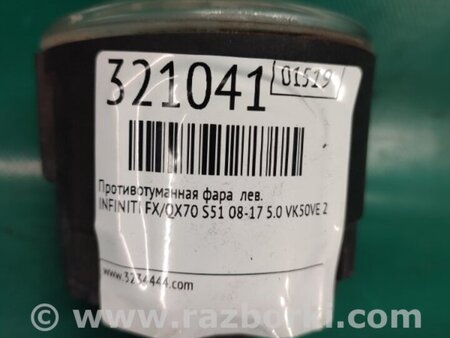 321041 01519
Противотуманная фара лев.
INFINITI FX/QX70 S51 08-17 5.0 VK50VE 2
www.3234444.com
© www.razborki.com